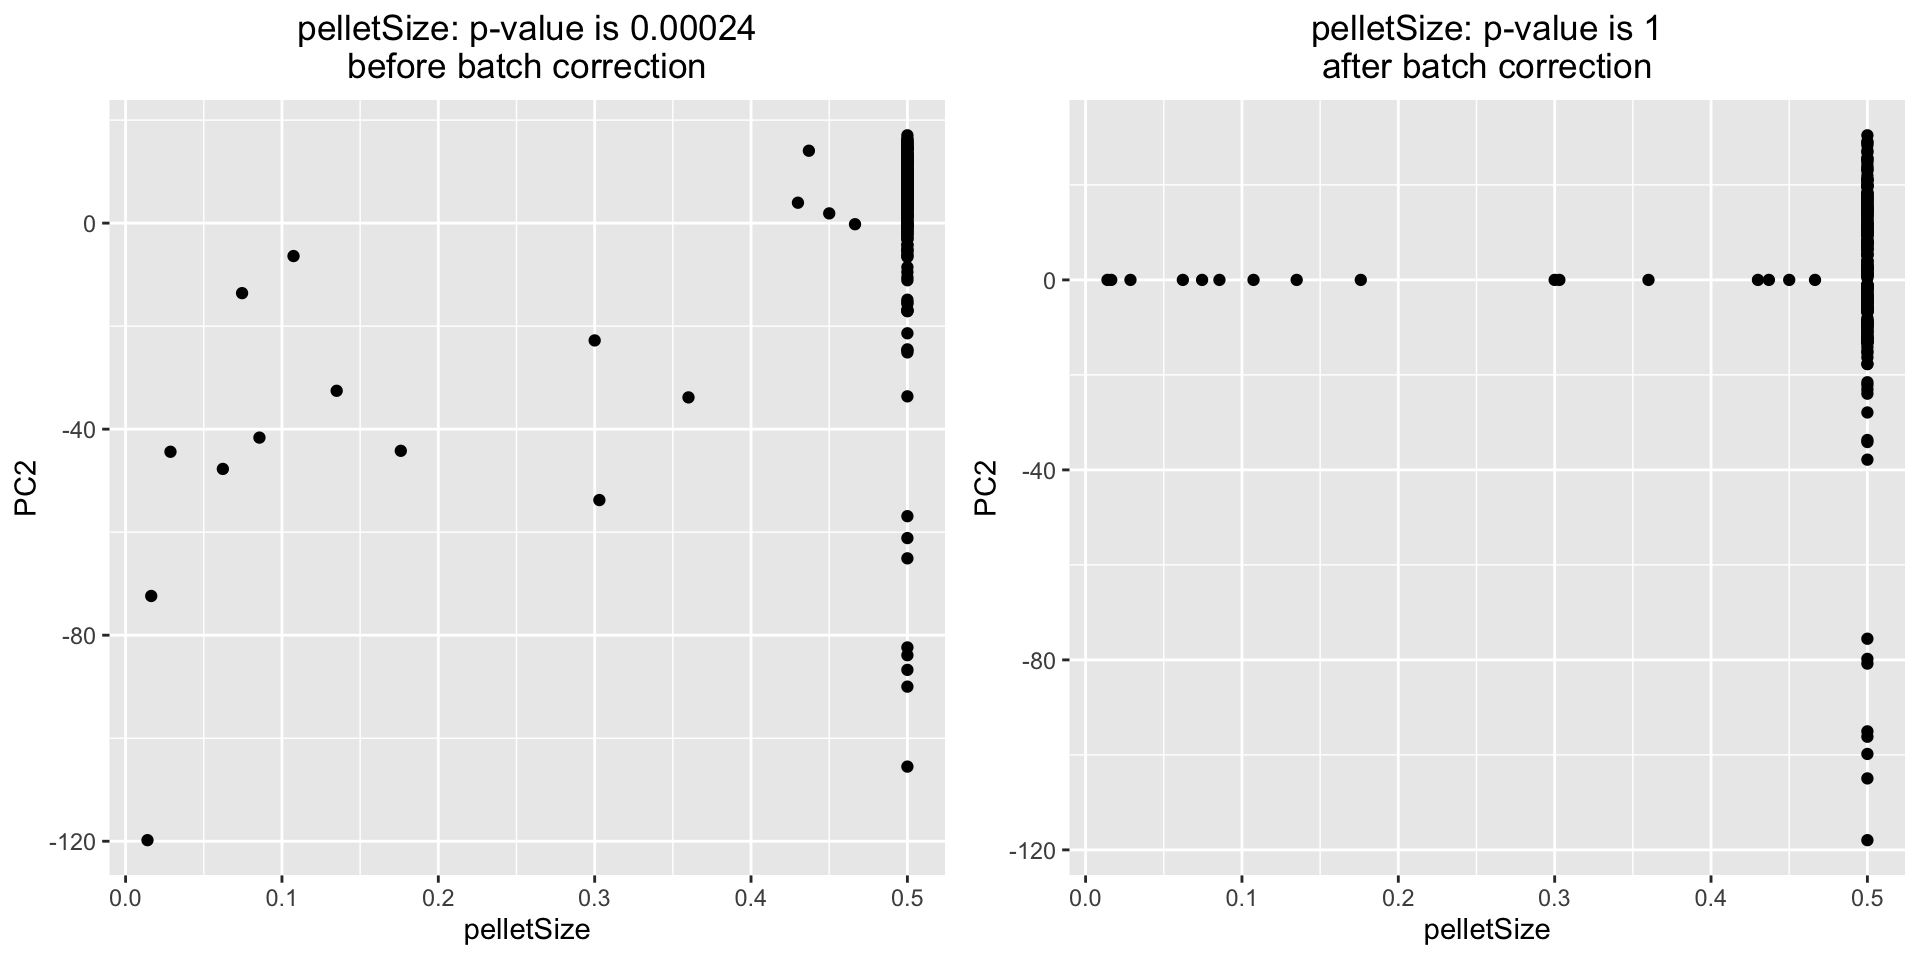 pelletSize: p-value is 0.00024
before batch correction
PC2
0
-40
-80
-120
0.0 0.1 0.2 0.3 0.4 0.5
pelletSize
pelletSize: p-value is 1
after batch correction
PC2
0
-40
-80
-120
0.0 0.1 0.2 0.3 0.4 0.5
pelletSize